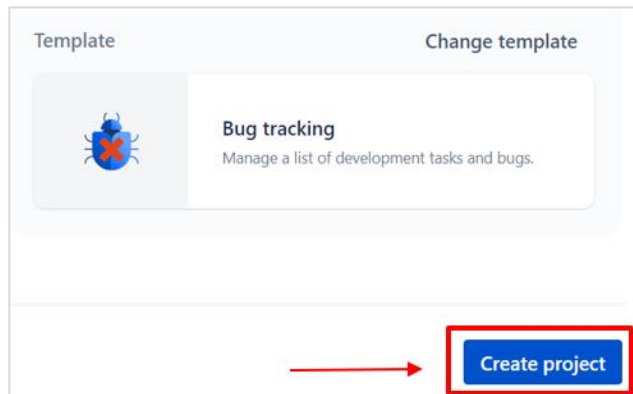 Template
Change template
Bug tracking
Manage a list of development tasks and bugs.
Create project